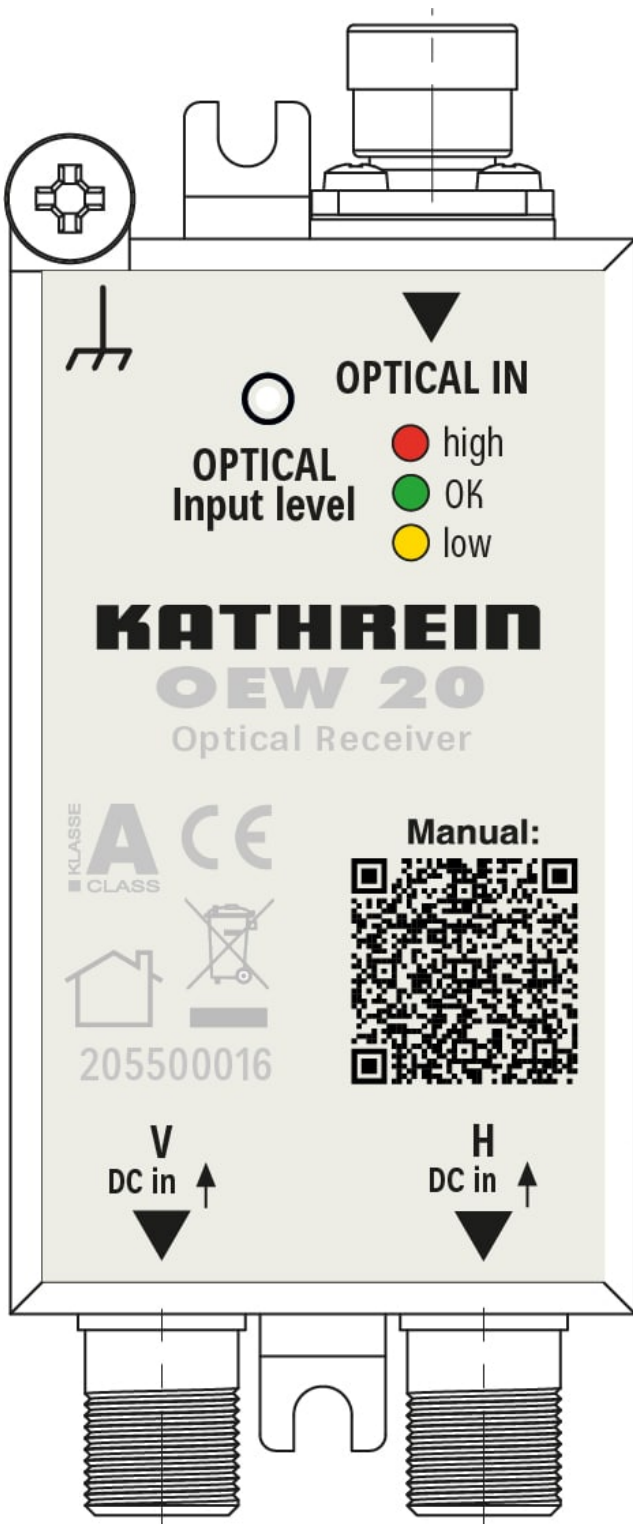 OPTICAL IN
high
OK
low
OPTICAL
Input level
KATHREIN
OEW 20
Optical Receiver
KLASSE
A
CLASS
CE
Manual:
205500016
V
DC in
H
DC in